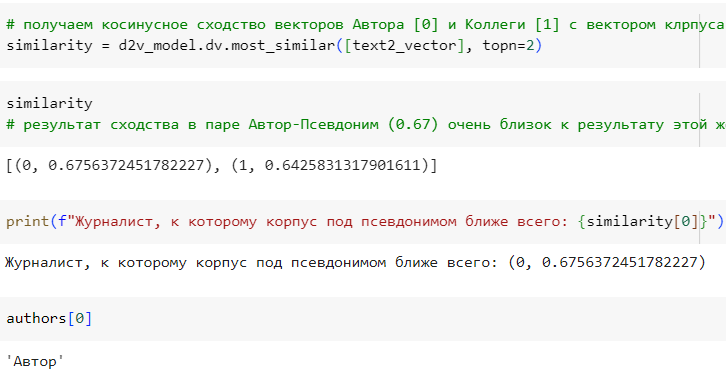 # получаем косинусное сходство векторов Автора [0] и Коллеги [1] с вектором клрпуса
similarity = d2v_model.dv.most_similar([text2_vector], topn=2)
similarity
# результат сходства в паре Автор-Псевдоним (0.67) очень близок к результату этой ж
[(0, 0.6756372451782227), (1, 0.6425831317901611)]
print(f"Журналист, к которому корпус под псевдонимом ближе всего: {similarity[0]}")
Журналист, к которому корпус под псевдонимом ближе всего: (0, 0.6756372451782227)
authors[0]
'Автор'